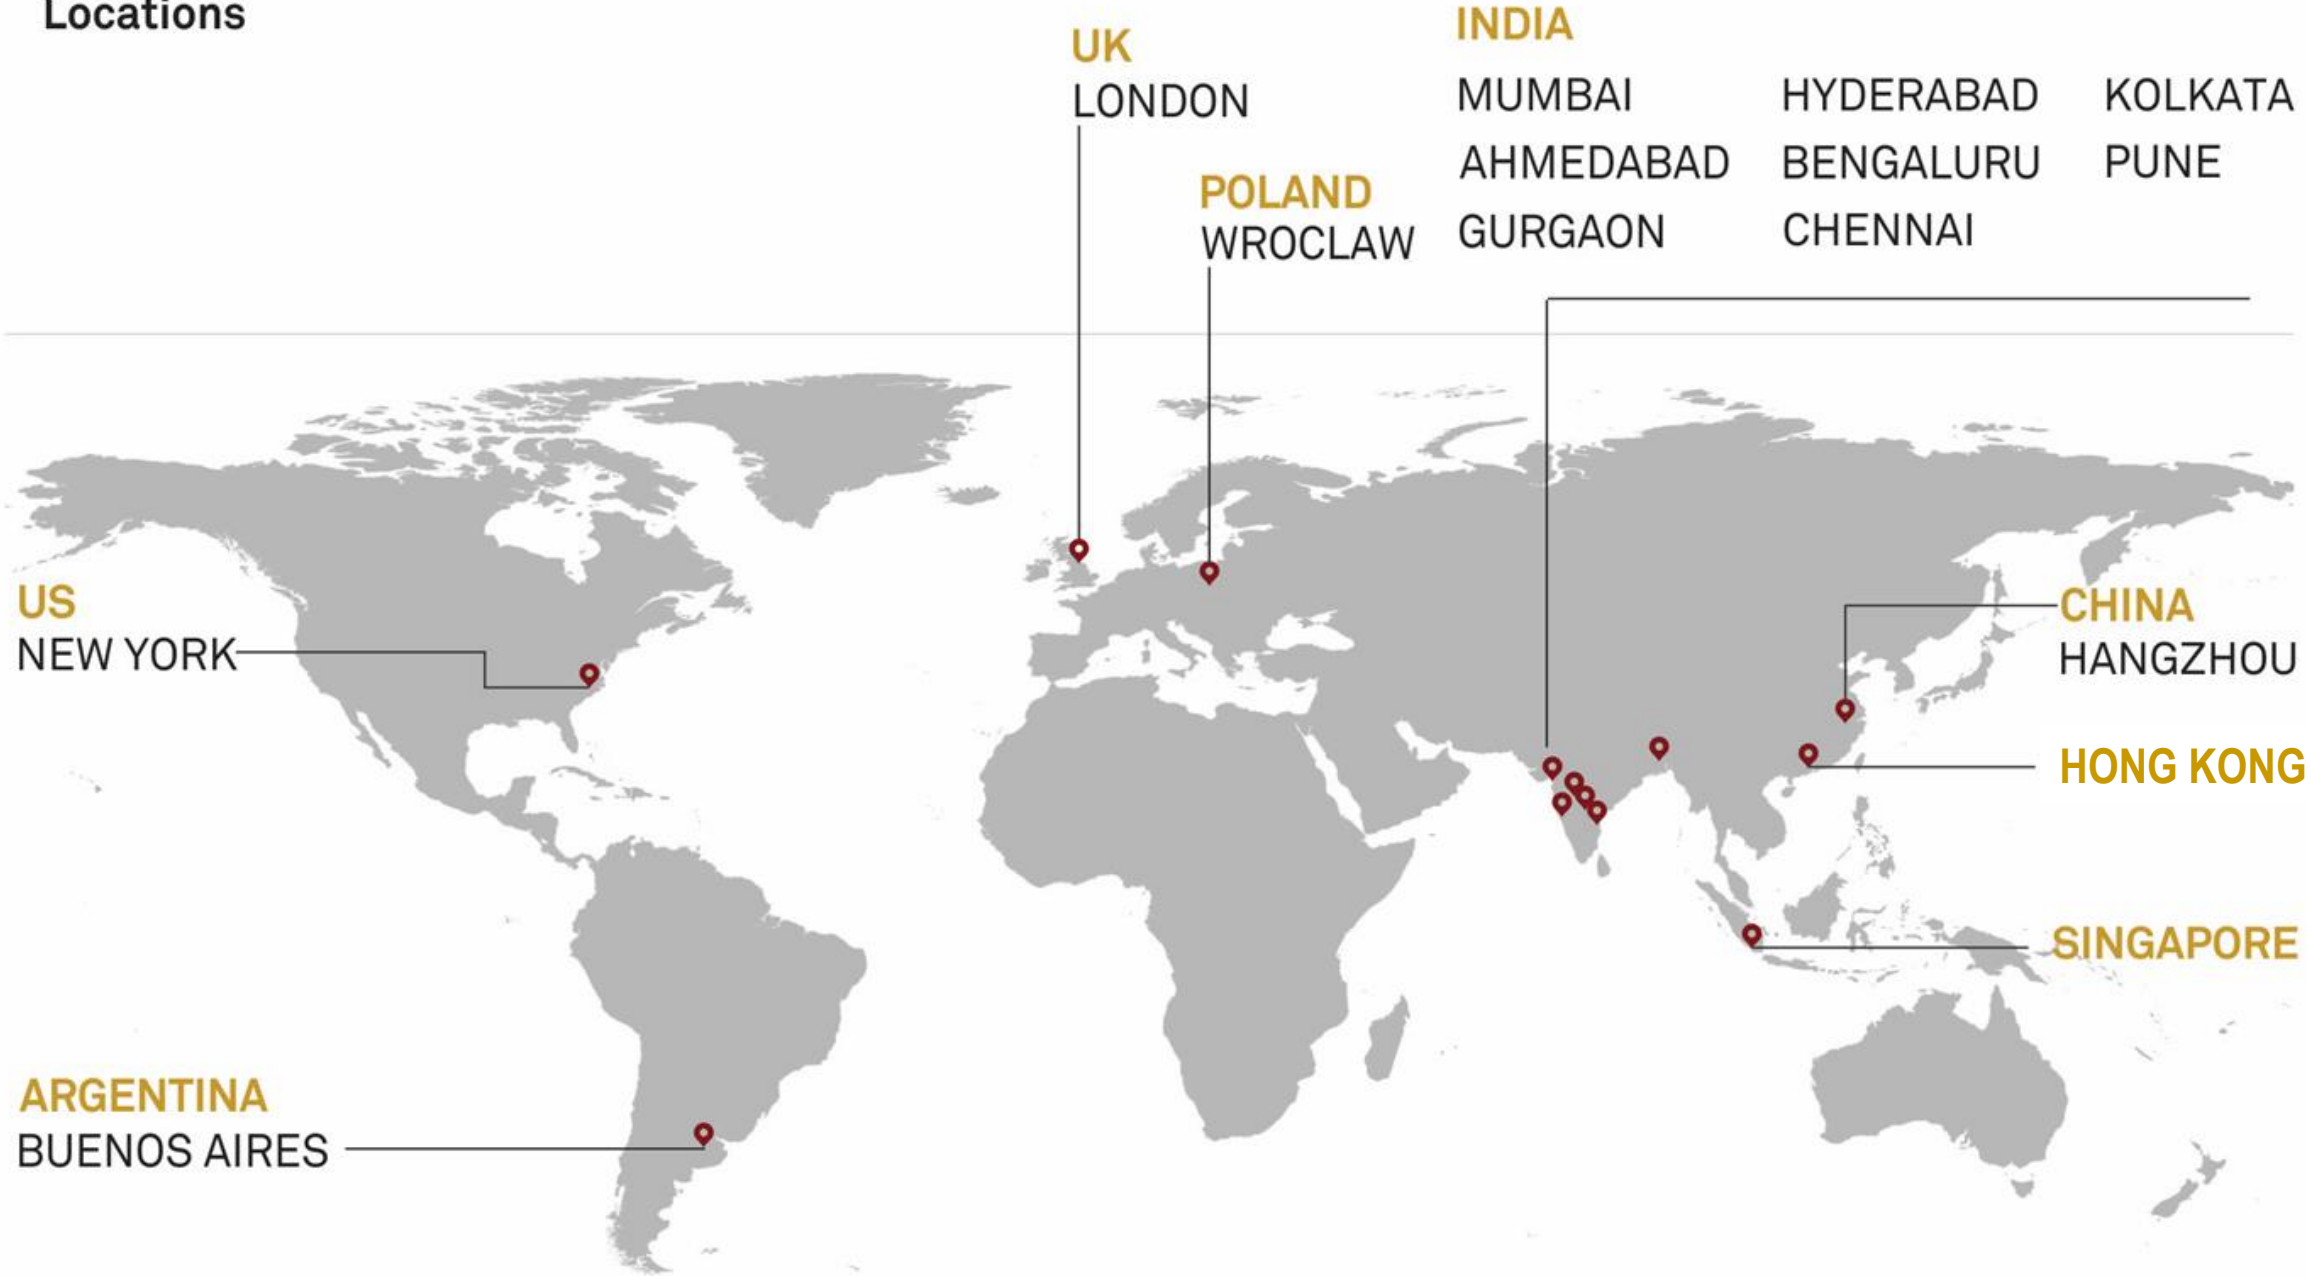 Locations
UK
LONDON
POLAND
WROCLAW
INDIA
MUMBAI
AHMEDABAD
GURGAON
HYDERABAD
BENGALURU
CHENNAI
KOLKATA
PUNE
US
NEW YORK
CHINA
HANGZHOU
HONG KONG
SINGAPORE
ARGENTINA
BUENOS AIRES